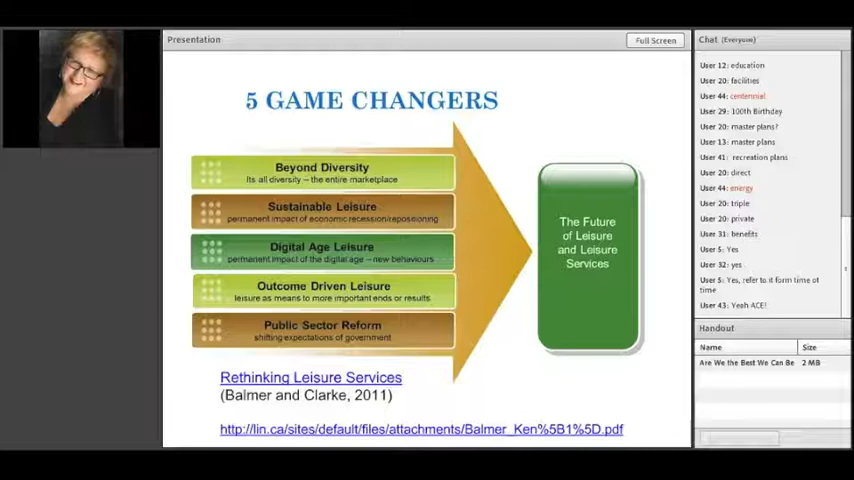 Presentation
Full Screen
5 GAME CHANGERS
Beyond Diversity
Its all diversity – the entire marketplace
Sustainable Leisure
permanent impact of economic recession/repositioning
Digital Age Leisure
permanent impact of the digital age – new behaviours
Outcome Driven Leisure
leisure as means to more important ends or results
Public Sector Reform
shifting expectations of government
The Future
of Leisure
and Leisure
Services
Rethinking Leisure Services
(Balmer and Clarke, 2011)
http://lin.ca/sites/default/files/attachments/Balmer_Ken%5B1%5D.pdf
Chat (Everyone)
User 12: education
User 20: facilities
User 44: centennial
User 29: 100th Birthday
User 20: master plans?
User 13: master plans
User 41: recreation plans
User 20: direct
User 44: energy
User 20: triple
User 20: private
User 31: benefits
User 5: Yes
User 32: yes
User 5: Yes, refer to it form time ot
time
User 43: Yeah ACE!
Handout
Name Size
Are We the Best We Can Be 2 MB